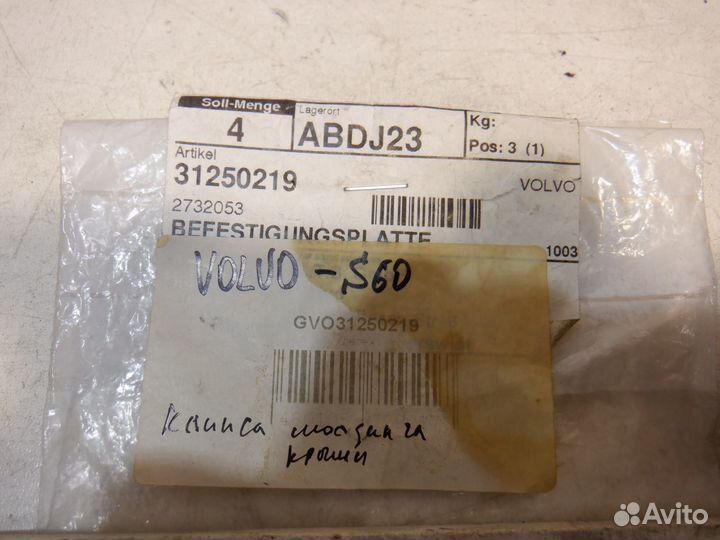 Soll-Menge
4
Lagerort
ABDJ23
Kg:
Pos: 3 (1)
Artikel
31250219
VOLVO
2732053
BEFESTIGUNGSPLATTE
1003
VOLVO - S60
GVO31250219
Клипса молдинга
крыши
Avito